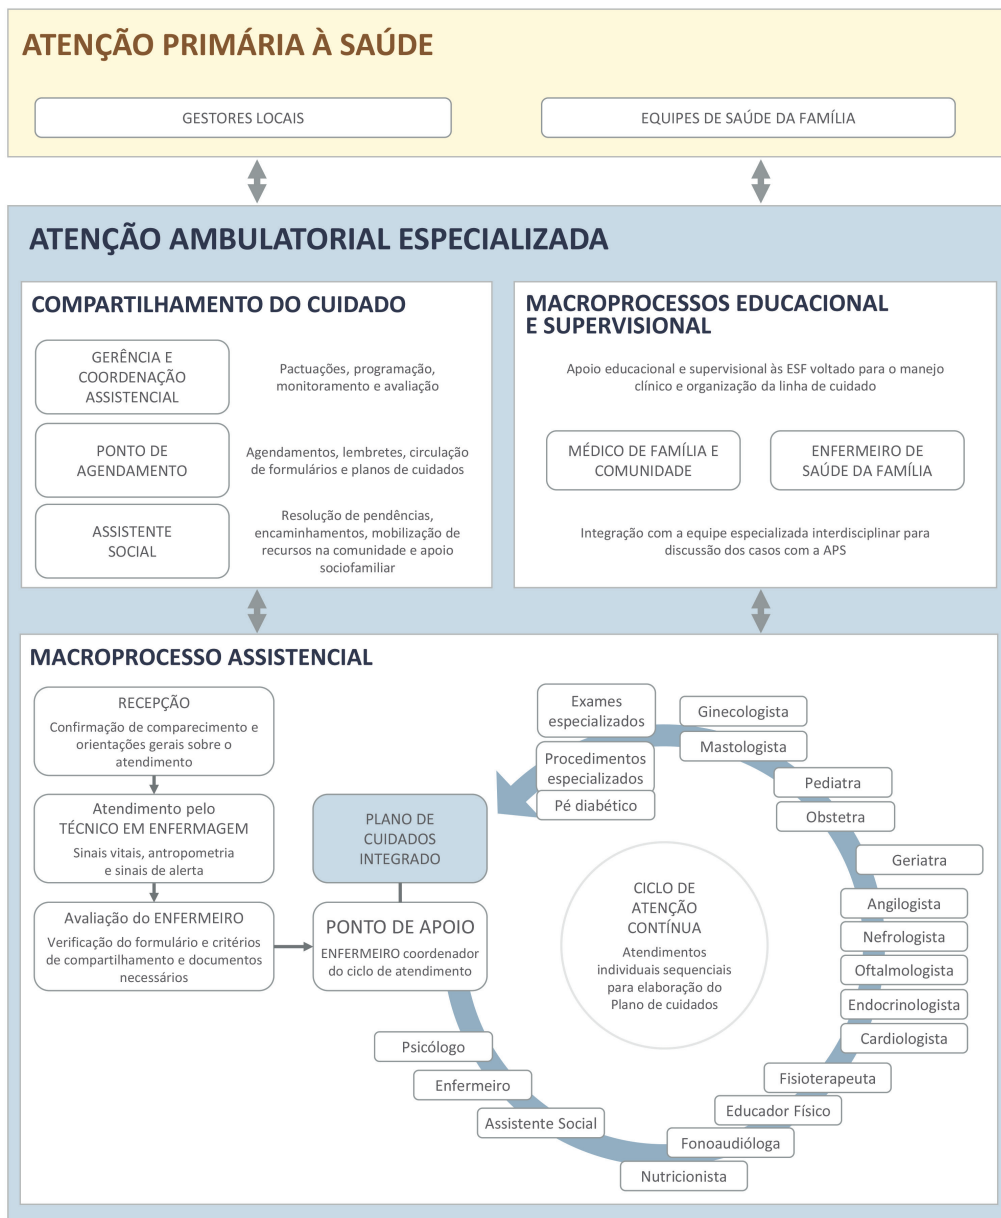 ATENÇÃO PRIMÁRIA À SAÚDE
GESTORES LOCAIS
EQUIPES DE SAÚDE DA FAMÍLIA
ATENÇÃO AMBULATORIAL ESPECIALIZADA
COMPARTILHAMENTO DO CUIDADO
GERÊNCIA E
COORDENAÇÃO
ASSISTENCIAL
Pactuações, programação,
monitoramento e avaliação
PONTO DE
AGENDAMENTO
Agendamentos, lembretes, circulação
de formulários e planos de cuidados
ASSISTENTE
SOCIAL
Resolução de pendências,
encaminhamentos, mobilização de
recursos na comunidade e apoio
sociofamiliar
MACROPROCESSOS EDUCACIONAL
E SUPERVISIONAL
Apoio educacional e supervisional às ESF voltado para o manejo
clínico e organização da linha de cuidado
MÉDICO DE FAMÍLIA E
COMUNIDADE
ENFERMEIRO DE
SAÚDE DA FAMÍLIA
Integração com a equipe especializada interdisciplinar para
discussão dos casos com a APS
MACROPROCESSO ASSISTENCIAL
RECEPÇÃO
Confirmação de comparecimento e
orientações gerais sobre o
atendimento
Atendimento pelo
TÉCNICO EM ENFERMAGEM
Sinais vitais, antropometria
e sinais de alerta
Avaliação do ENFERMEIRO
Verificação do formulário e critérios
de compartilhamento e documentos
necessários
PLANO DE
CUIDADOS
INTEGRADO
PONTO DE APOIO
ENFERMEIRO coordenador
do ciclo de atendimento
CICLO DE
ATENÇÃO
CONTÍNUA
Atendimentos
individuais sequenciais
para elaboração do
Plano de cuidados
Exames
especializados
Procedimentos
especializados
Pé diabético
Ginecologista
Mastologista
Pediatra
Obstetra
Geriatra
Angilogista
Nefrologista
Oftalmologista
Endocrinologista
Cardiologista
Fisioterapeuta
Educador Físico
Fonoaudióloga
Nutricionista
Assistente Social
Enfermeiro
Psicólogo